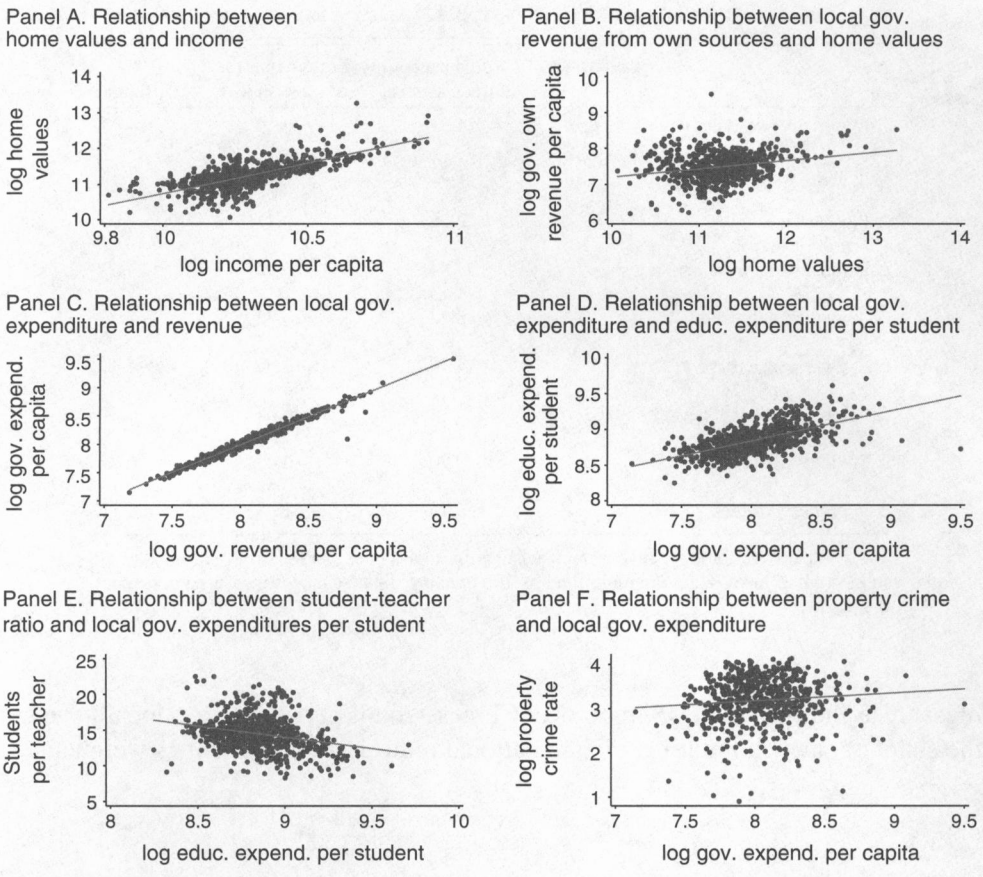 Panel A. Relationship between
home values and income
14
13
12
11
10
log home
values
9.8
10
10.5
11
log income per capita
Panel B. Relationship between local gov.
revenue from own sources and home values
10
9
8
7
6
log gov. own
revenue per capita
10
11
12
13
14
log home values
Panel C. Relationship between local gov.
expenditure and revenue
9.5
9
8.5
8
7.5
7
log gov. expend.
per capita
7
7.5
8
8.5
9
9.5
log gov. revenue per capita
Panel D. Relationship between local gov.
expenditure and educ. expenditure per student
10
9.5
9
8.5
8
log educ. expend.
per student
7
7.5
8
8.5
9
9.5
log gov. expend. per capita
Panel E. Relationship between student-teacher
ratio and local gov. expenditures per student
25
20
15
10
5
Students
per teacher
8
8.5
9
9.5
10
log educ. expend. per student
Panel F. Relationship between property crime
and local gov. expenditure
4
3
2
1
log property
crime rate
7
7.5
8
8.5
9
9.5
log gov. expend. per capita